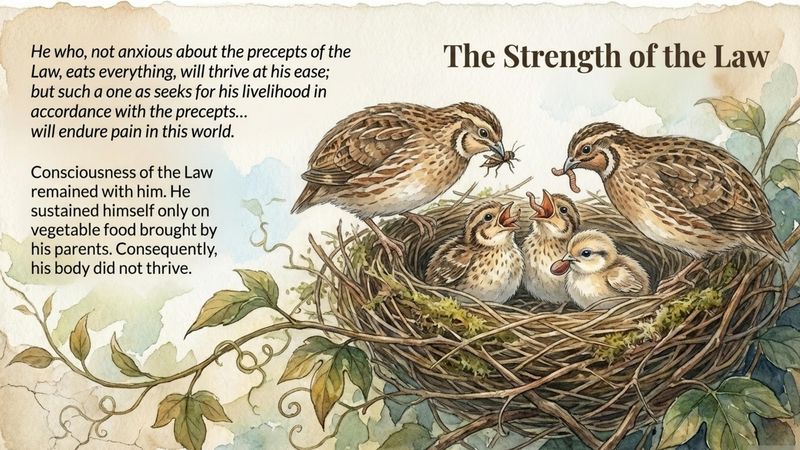 The Strength of the Law
He who, not anxious about the precepts of the
Law, eats everything, will thrive at his ease;
but such a one as seeks for his livelihood in
accordance with the precepts...
will endure pain in this world.
Consciousness of the Law
remained with him. He
sustained himself only on
vegetable food brought by
his parents. Consequently,
his body did not thrive.